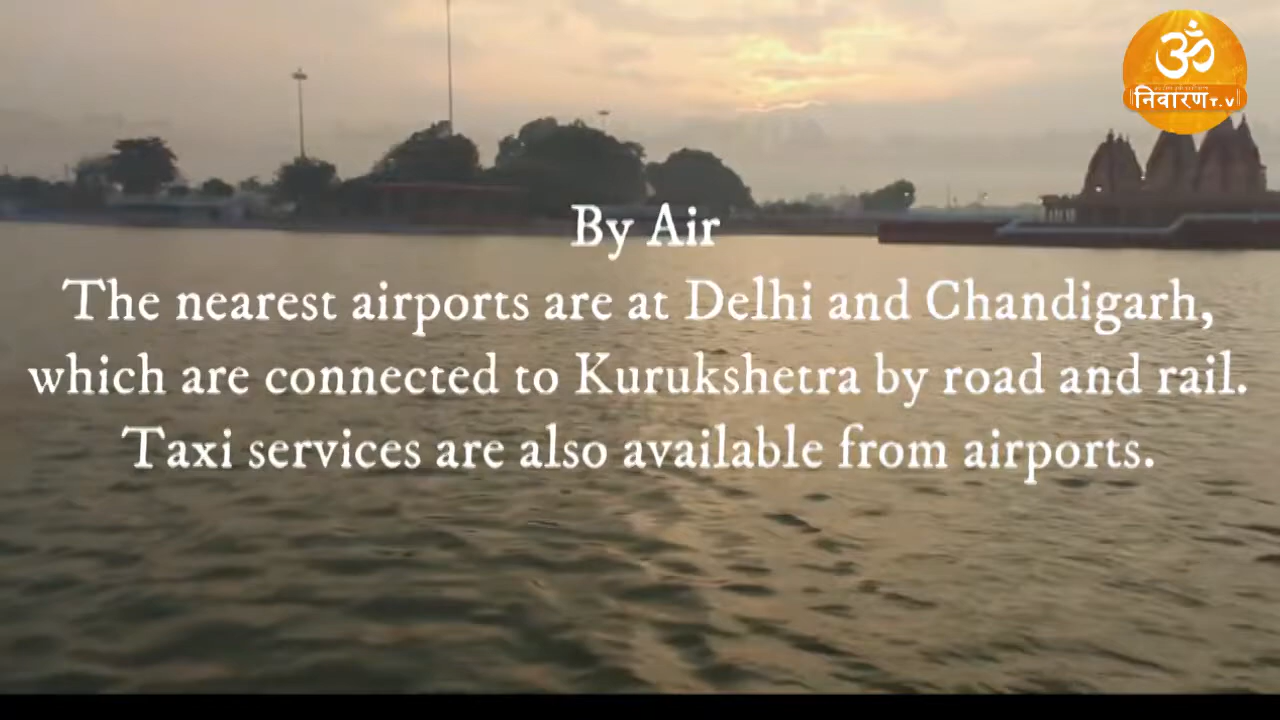 ॐ
निवारण T.V
By Air
The nearest airports are at Delhi and Chandigarh,
which are connected to Kurukshetra by road and rail.
Taxi services are also available from airports.